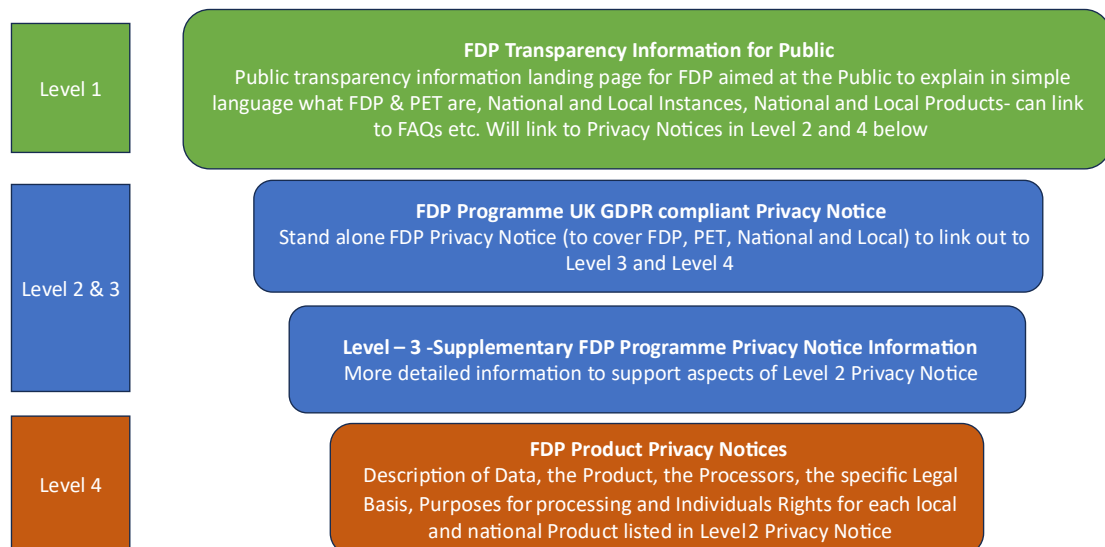 Level 1
FDP Transparency Information for Public
Public transparency information landing page for FDP aimed at the Public to explain in simple
language what FDP & PET are, National and Local Instances, National and Local Products- can link
to FAQs etc. Will link to Privacy Notices in Level 2 and 4 below
Level 2 & 3
FDP Programme UK GDPR compliant Privacy Notice
Stand alone FDP Privacy Notice (to cover FDP, PET, National and Local) to link out to
Level 3 and Level 4
Level – 3 -Supplementary FDP Programme Privacy Notice Information
More detailed information to support aspects of Level 2 Privacy Notice
Level 4
FDP Product Privacy Notices
Description of Data, the Product, the Processors, the specific Legal
Basis, Purposes for processing and Individuals Rights for each local
and national Product listed in Level 2 Privacy Notice